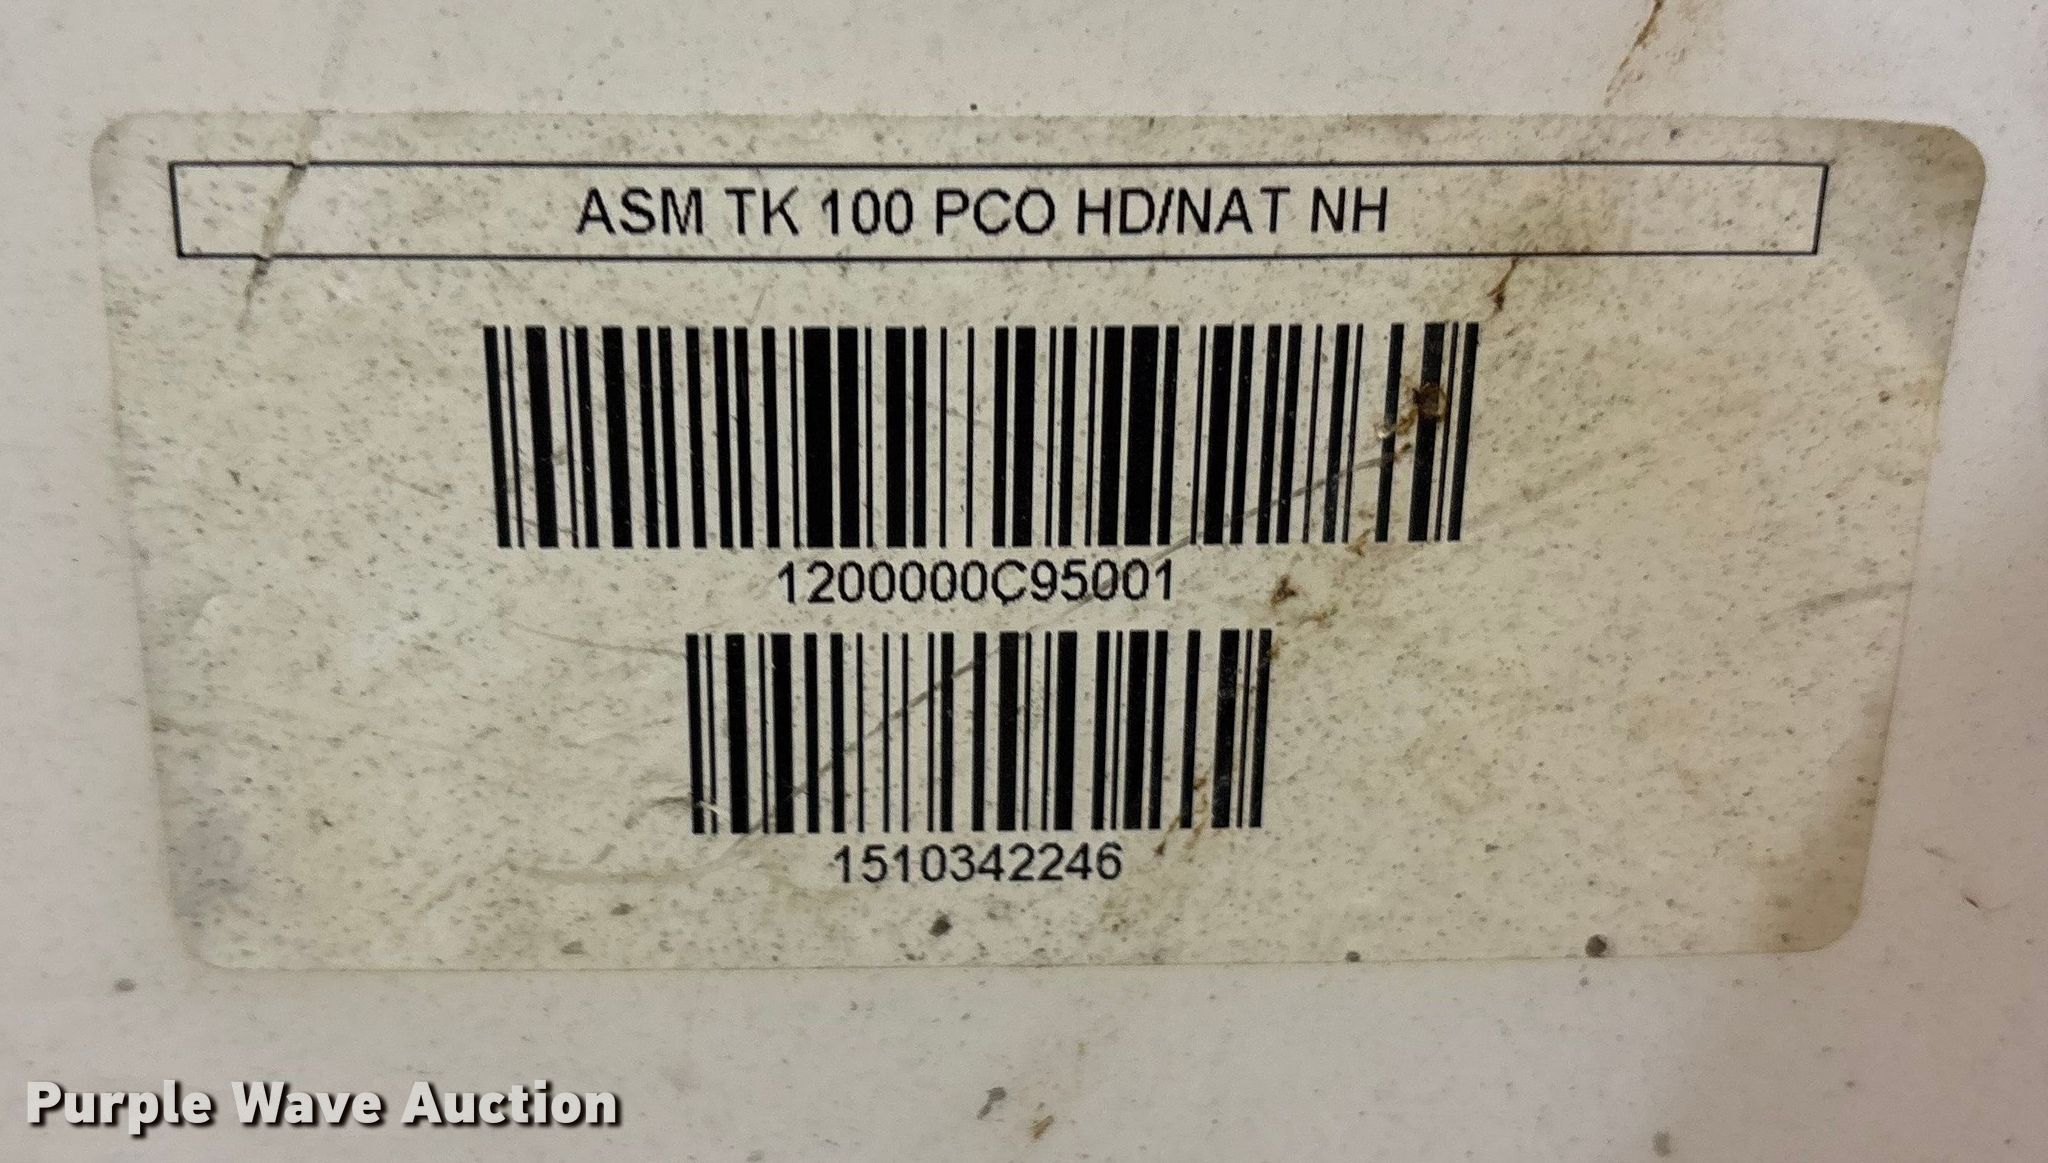 ASM TK 100 PCO HD/NAT NH
1200000C95001
1510342246
Purple Wave Auction